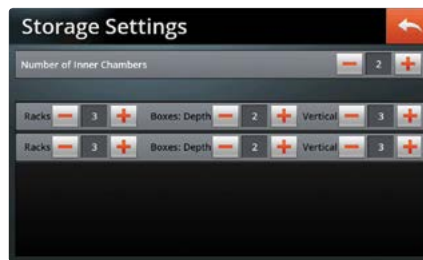 Storage Settings
Number of Inner Chambers 2
Racks 3 Boxes: Depth 2 Vertical 3
Racks 3 Boxes: Depth 2 Vertical 3